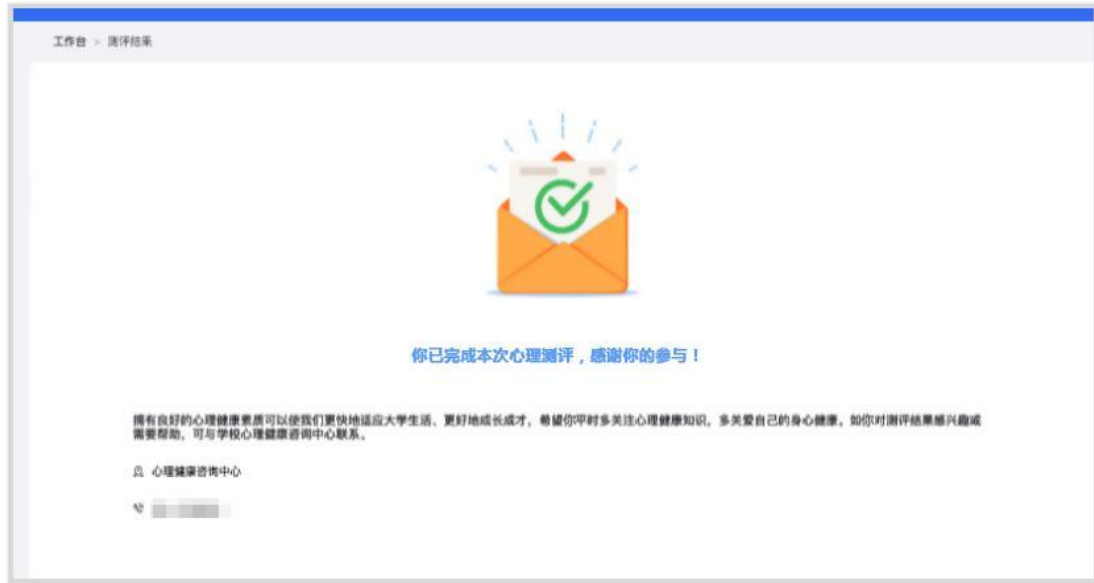 工作台 > 测评结果
你已完成本次心理测评，感谢你的参与！
拥有良好的心理健康素质可以使我们更快地适应大学生活、更好地成长成才，希望你平时多关注心理健康知识，多关爱自己的身心健康，如你对测评结果感兴趣或
需要帮助，可与学校心理健康咨询中心联系。
心理健康咨询中心